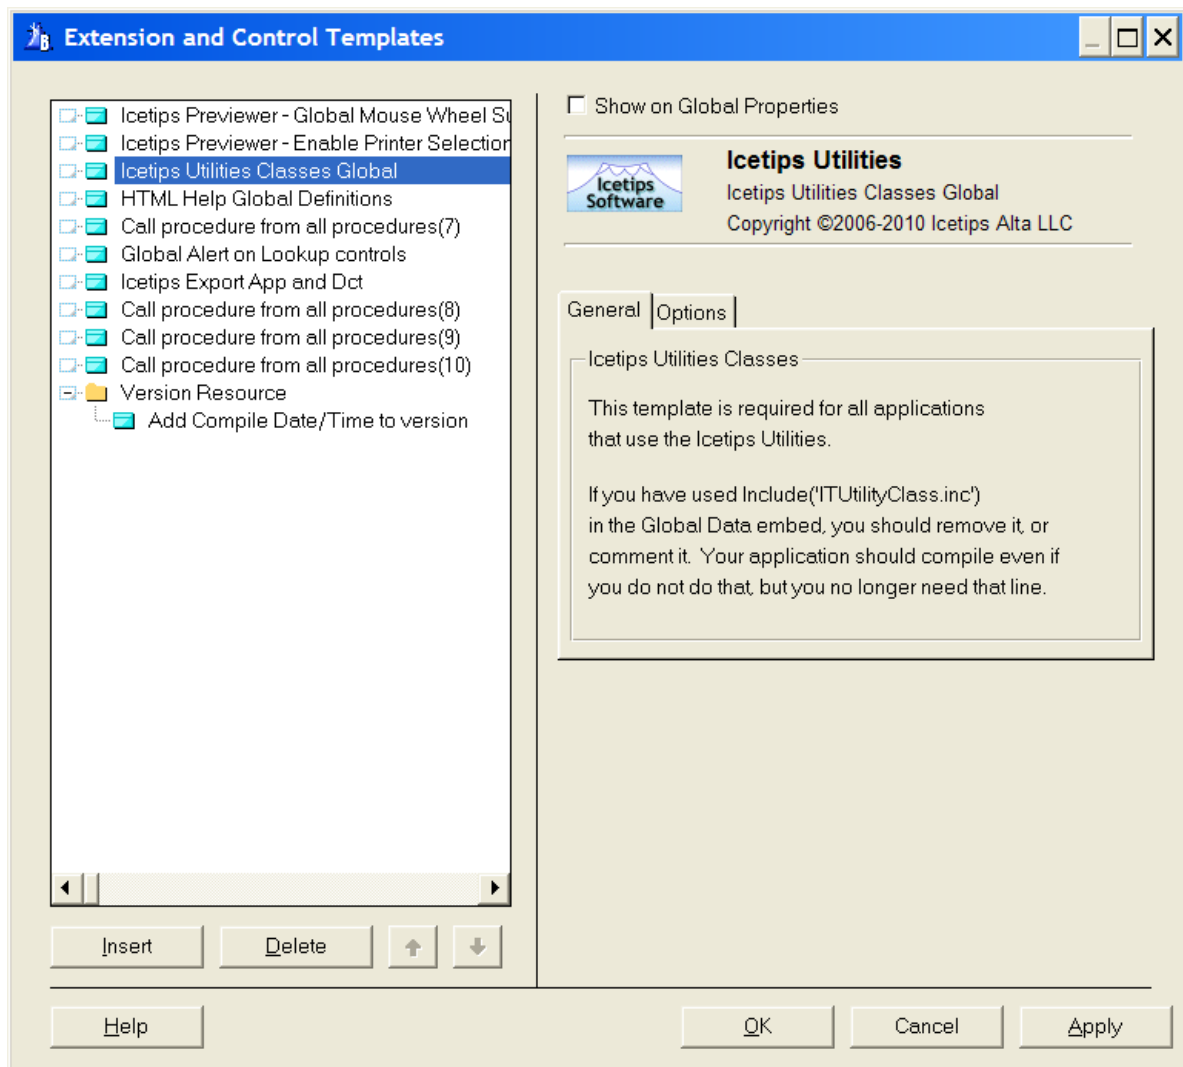 Extension and Control Templates
Icetips Previewer - Global Mouse Wheel Su
Icetips Previewer - Enable Printer Selection
Icetips Utilities Classes Global
HTML Help Global Definitions
Call procedure from all procedures(7)
Global Alert on Lookup controls
Icetips Export App and Dct
Call procedure from all procedures(8)
Call procedure from all procedures(9)
Call procedure from all procedures(10)
Version Resource
Add Compile Date/Time to version
Insert
Delete
Show on Global Properties
Icetips
Software
Icetips Utilities
Icetips Utilities Classes Global
Copyright ©2006-2010 Icetips Alta LLC
General
Options
Icetips Utilities Classes
This template is required for all applications
that use the Icetips Utilities.
If you have used Include('ITUtilityClass.inc')
in the Global Data embed, you should remove it, or
comment it. Your application should compile even if
you do not do that, but you no longer need that line.
Help
OK
Cancel
Apply